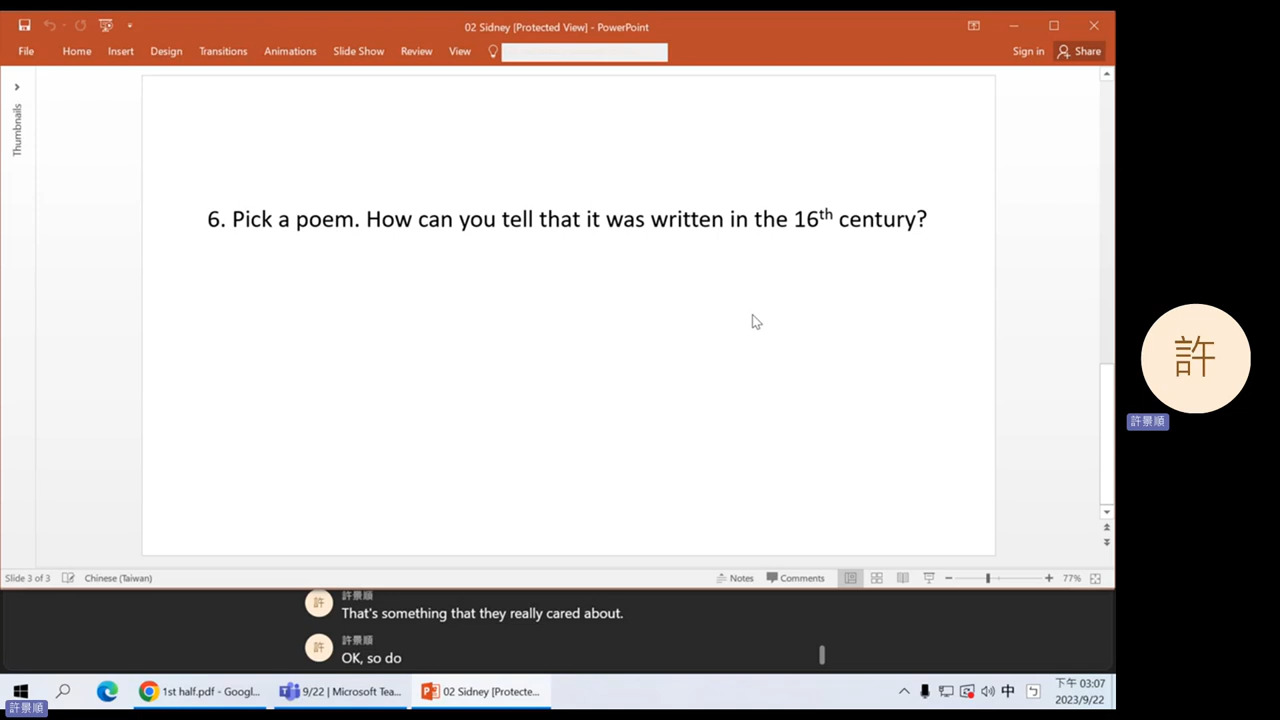 02 Sidney [Protected View] - PowerPoint
File Home Insert Design Transitions Animations Slide Show Review View Sign in Share
Thumbnails
6. Pick a poem. How can you tell that it was written in the 16th century?
許
許景順
Slide 3 of 3 Chinese (Taiwan) Notes Comments 77%
許 許景順
That's something that they really cared about.
許 許景順
OK, so do
1st half.pdf - Googl... 9/22 | Microsoft Tea... 02 Sidney [Protecte... 中 下午 03:07
2023/9/22
許景順